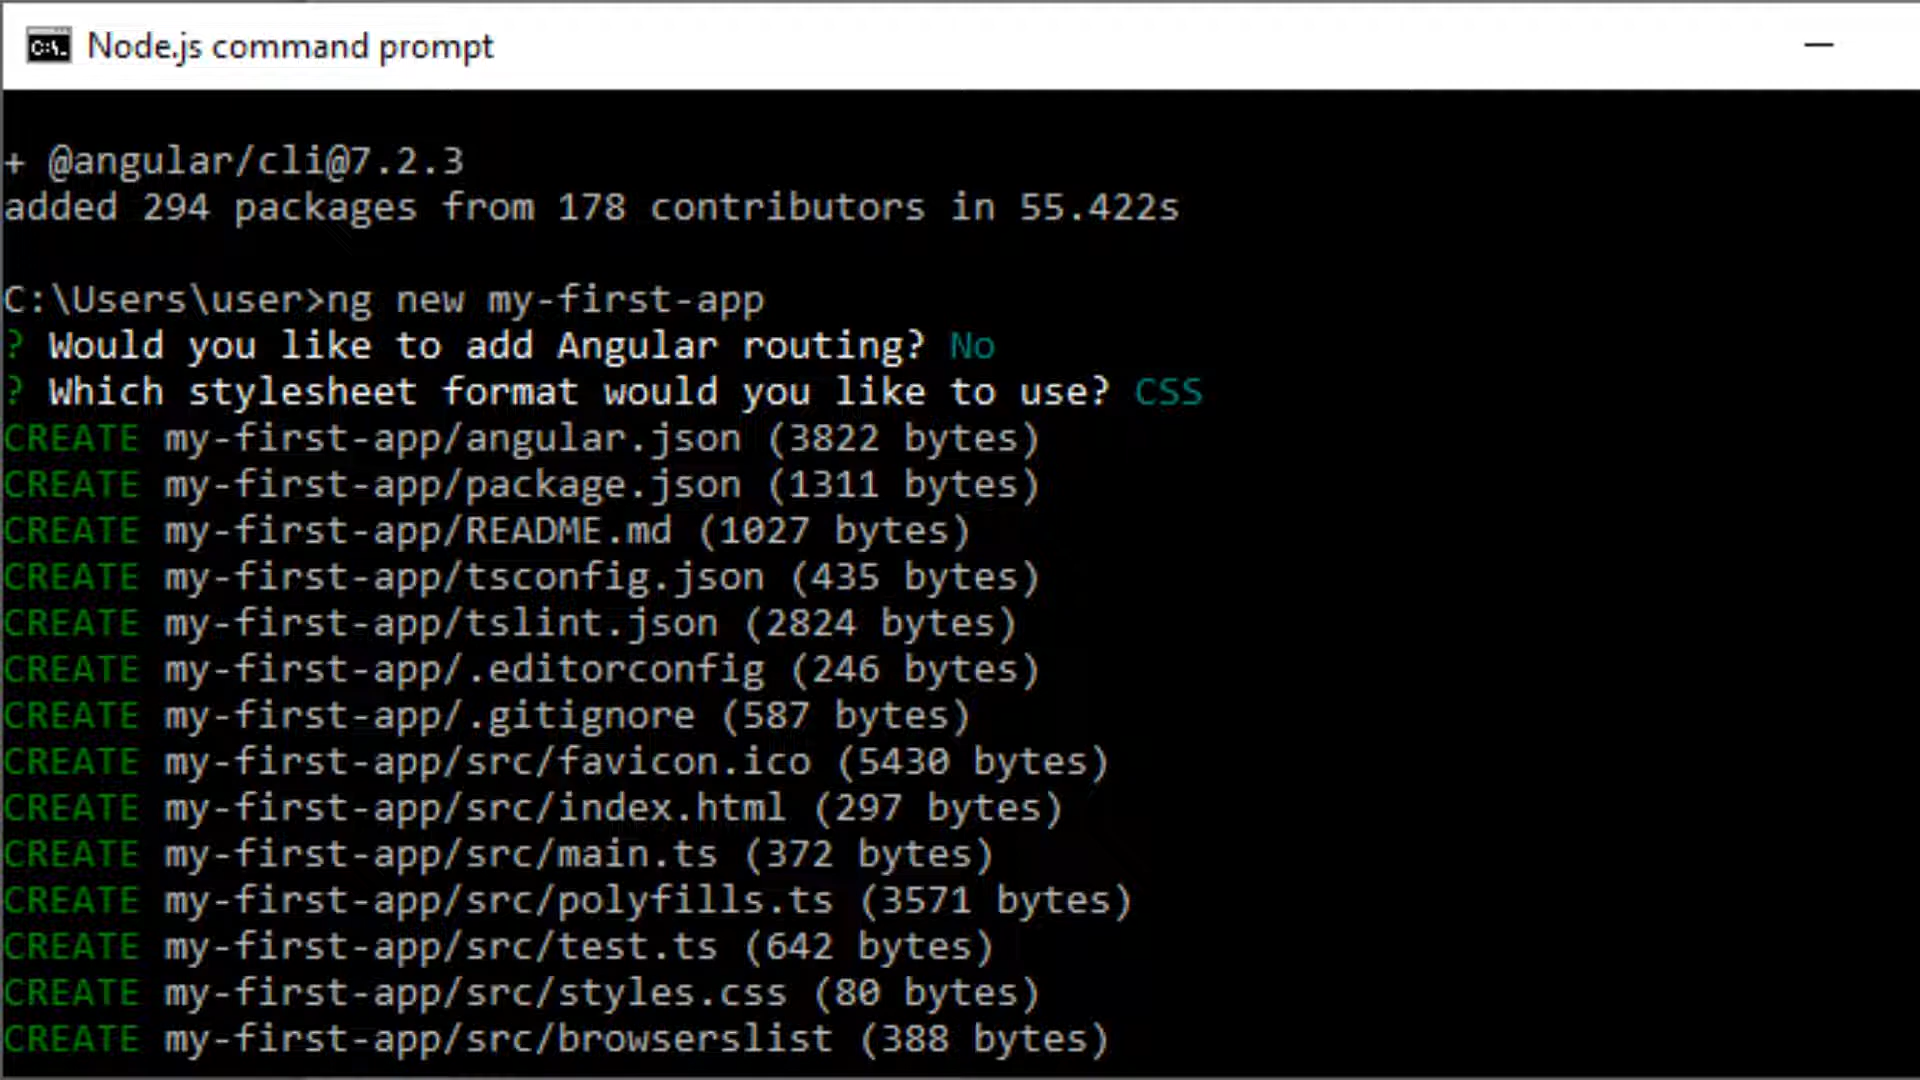 Node.js command prompt
+ @angular/cli@7.2.3
added 294 packages from 178 contributors in 55.422s
C:\Users\user>ng new my-first-app
? Would you like to add Angular routing? No
? Which stylesheet format would you like to use? CSS
CREATE my-first-app/angular.json (3822 bytes)
CREATE my-first-app/package.json (1311 bytes)
CREATE my-first-app/README.md (1027 bytes)
CREATE my-first-app/tsconfig.json (435 bytes)
CREATE my-first-app/tslint.json (2824 bytes)
CREATE my-first-app/.editorconfig (246 bytes)
CREATE my-first-app/.gitignore (587 bytes)
CREATE my-first-app/src/favicon.ico (5430 bytes)
CREATE my-first-app/src/index.html (297 bytes)
CREATE my-first-app/src/main.ts (372 bytes)
CREATE my-first-app/src/polyfills.ts (3571 bytes)
CREATE my-first-app/src/test.ts (642 bytes)
CREATE my-first-app/src/styles.css (80 bytes)
CREATE my-first-app/src/browserslist (388 bytes)